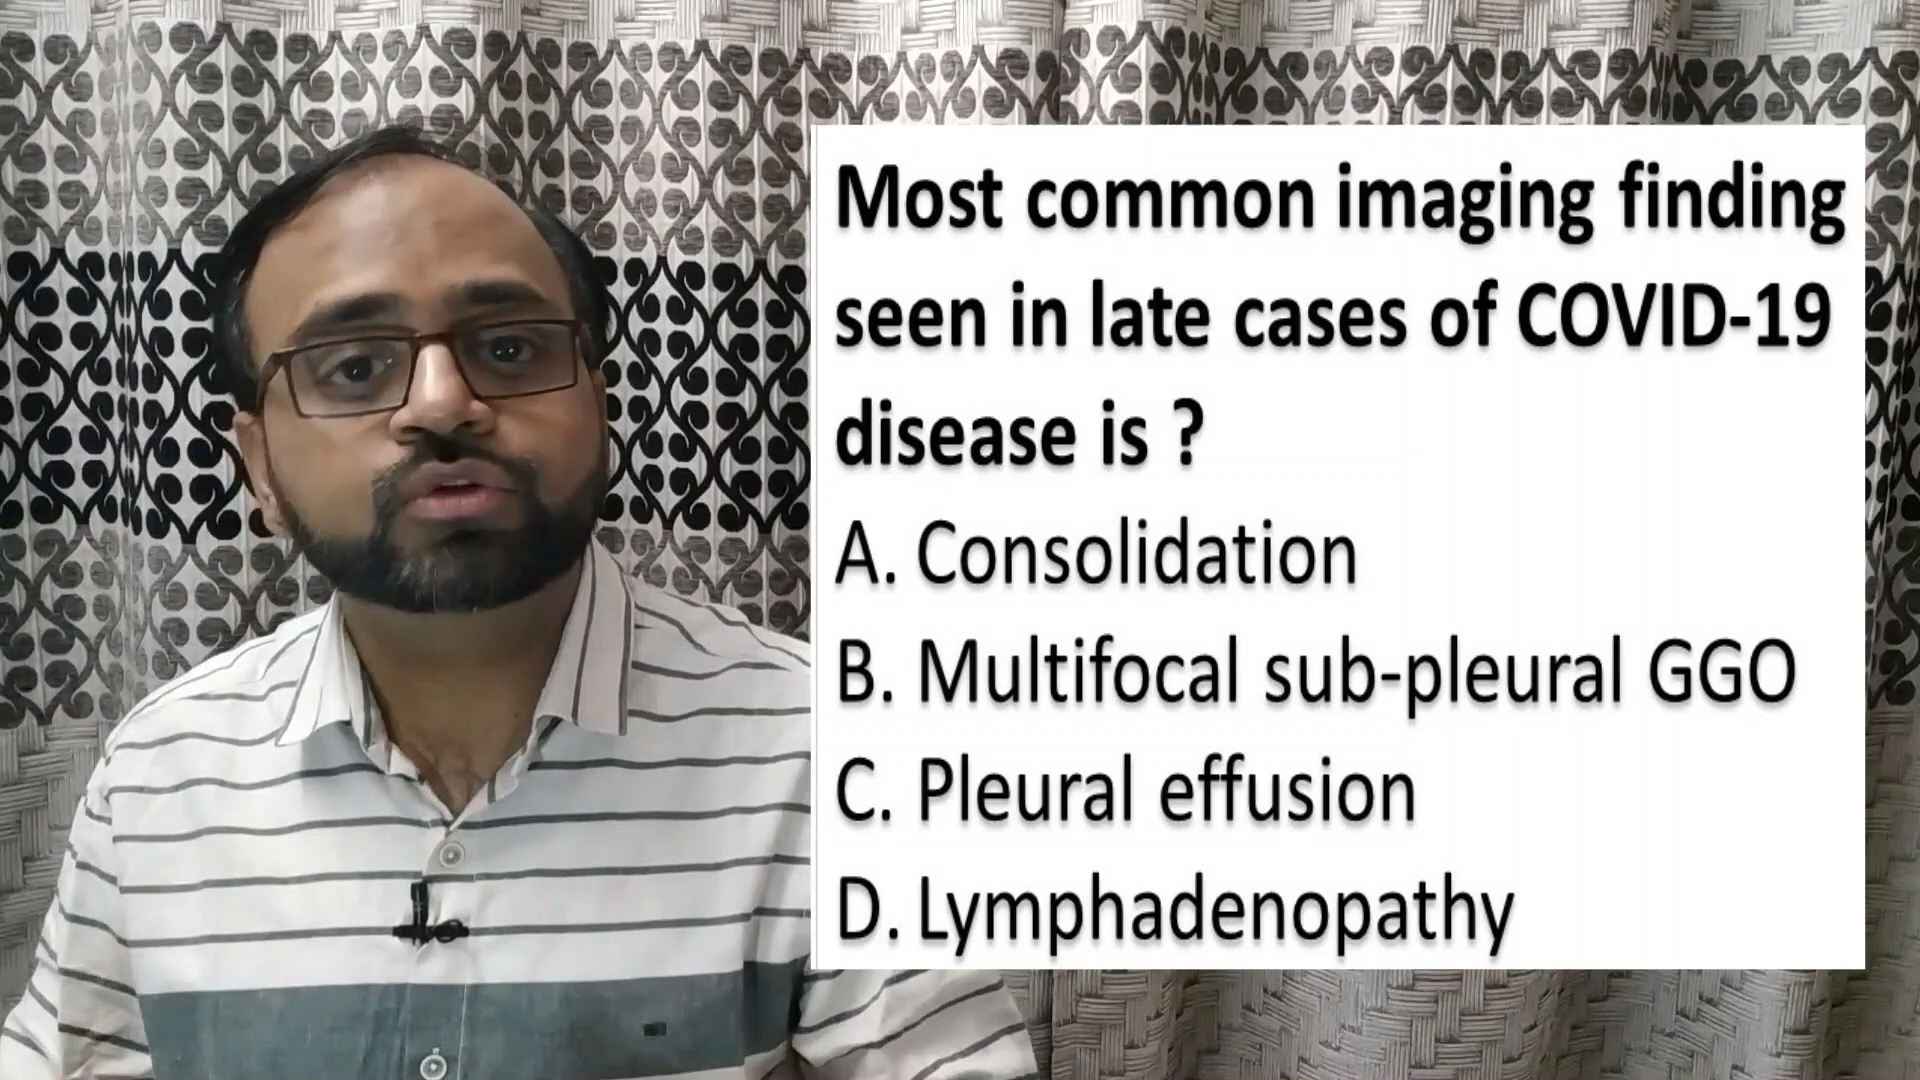 Most common imaging finding
seen in late cases of COVID-19
disease is ?
A. Consolidation
B. Multifocal sub-pleural GGO
C. Pleural effusion
D. Lymphadenopathy